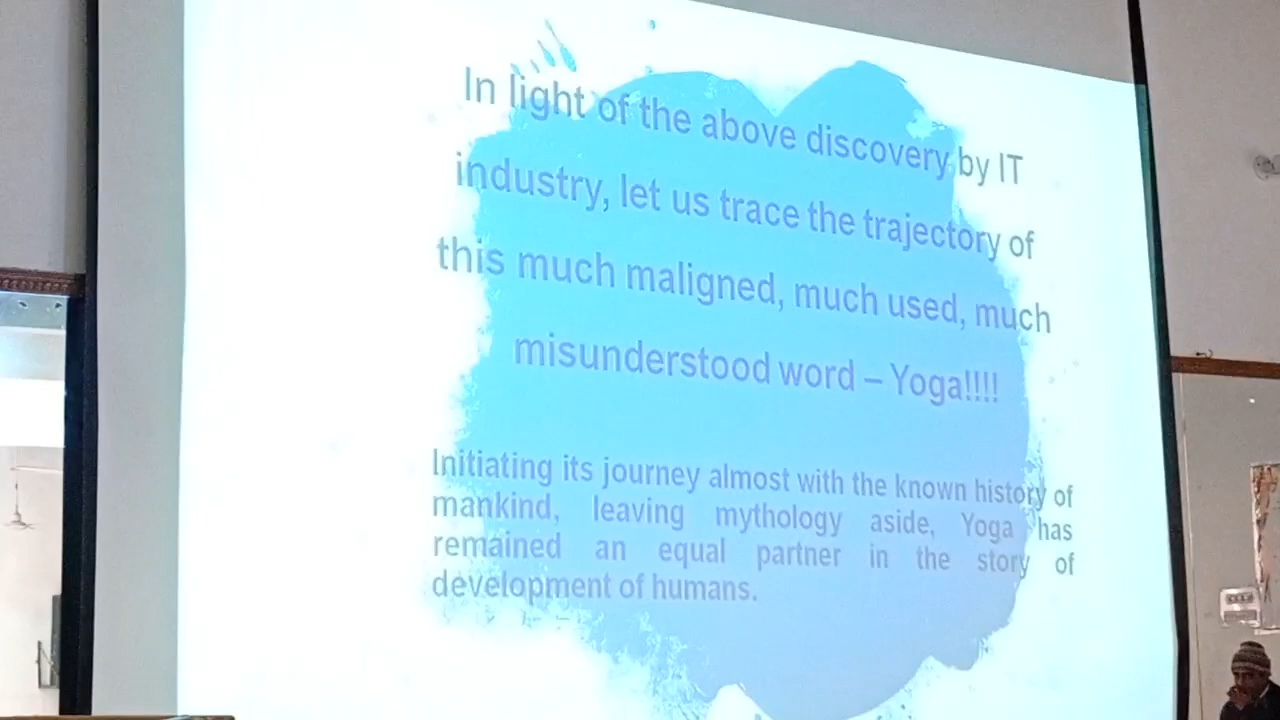 In light of the above discovery by IT
industry, let us trace the trajectory of
this much maligned, much used, much
misunderstood word – Yoga!!!!
Initiating its journey almost with the known history of
mankind, leaving mythology aside, Yoga has
remained an equal partner in the story of
development of humans.